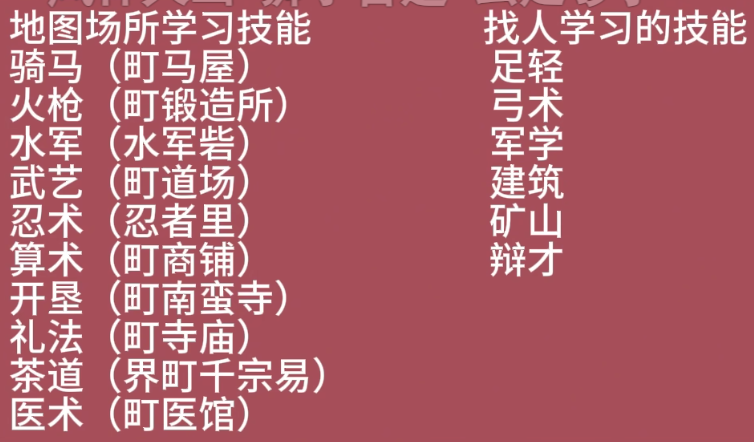 地图场所学习技能
骑马（町马屋）
火枪（町锻造所）
水军（水军砦）
武艺（町道场）
忍术（忍者里）
算术（町商铺）
开垦（町南蛮寺）
礼法（町寺庙）
茶道（界町千宗易）
医术（町医馆）
找人学习的技能
足轻
弓术
军学
建筑
矿山
辩才